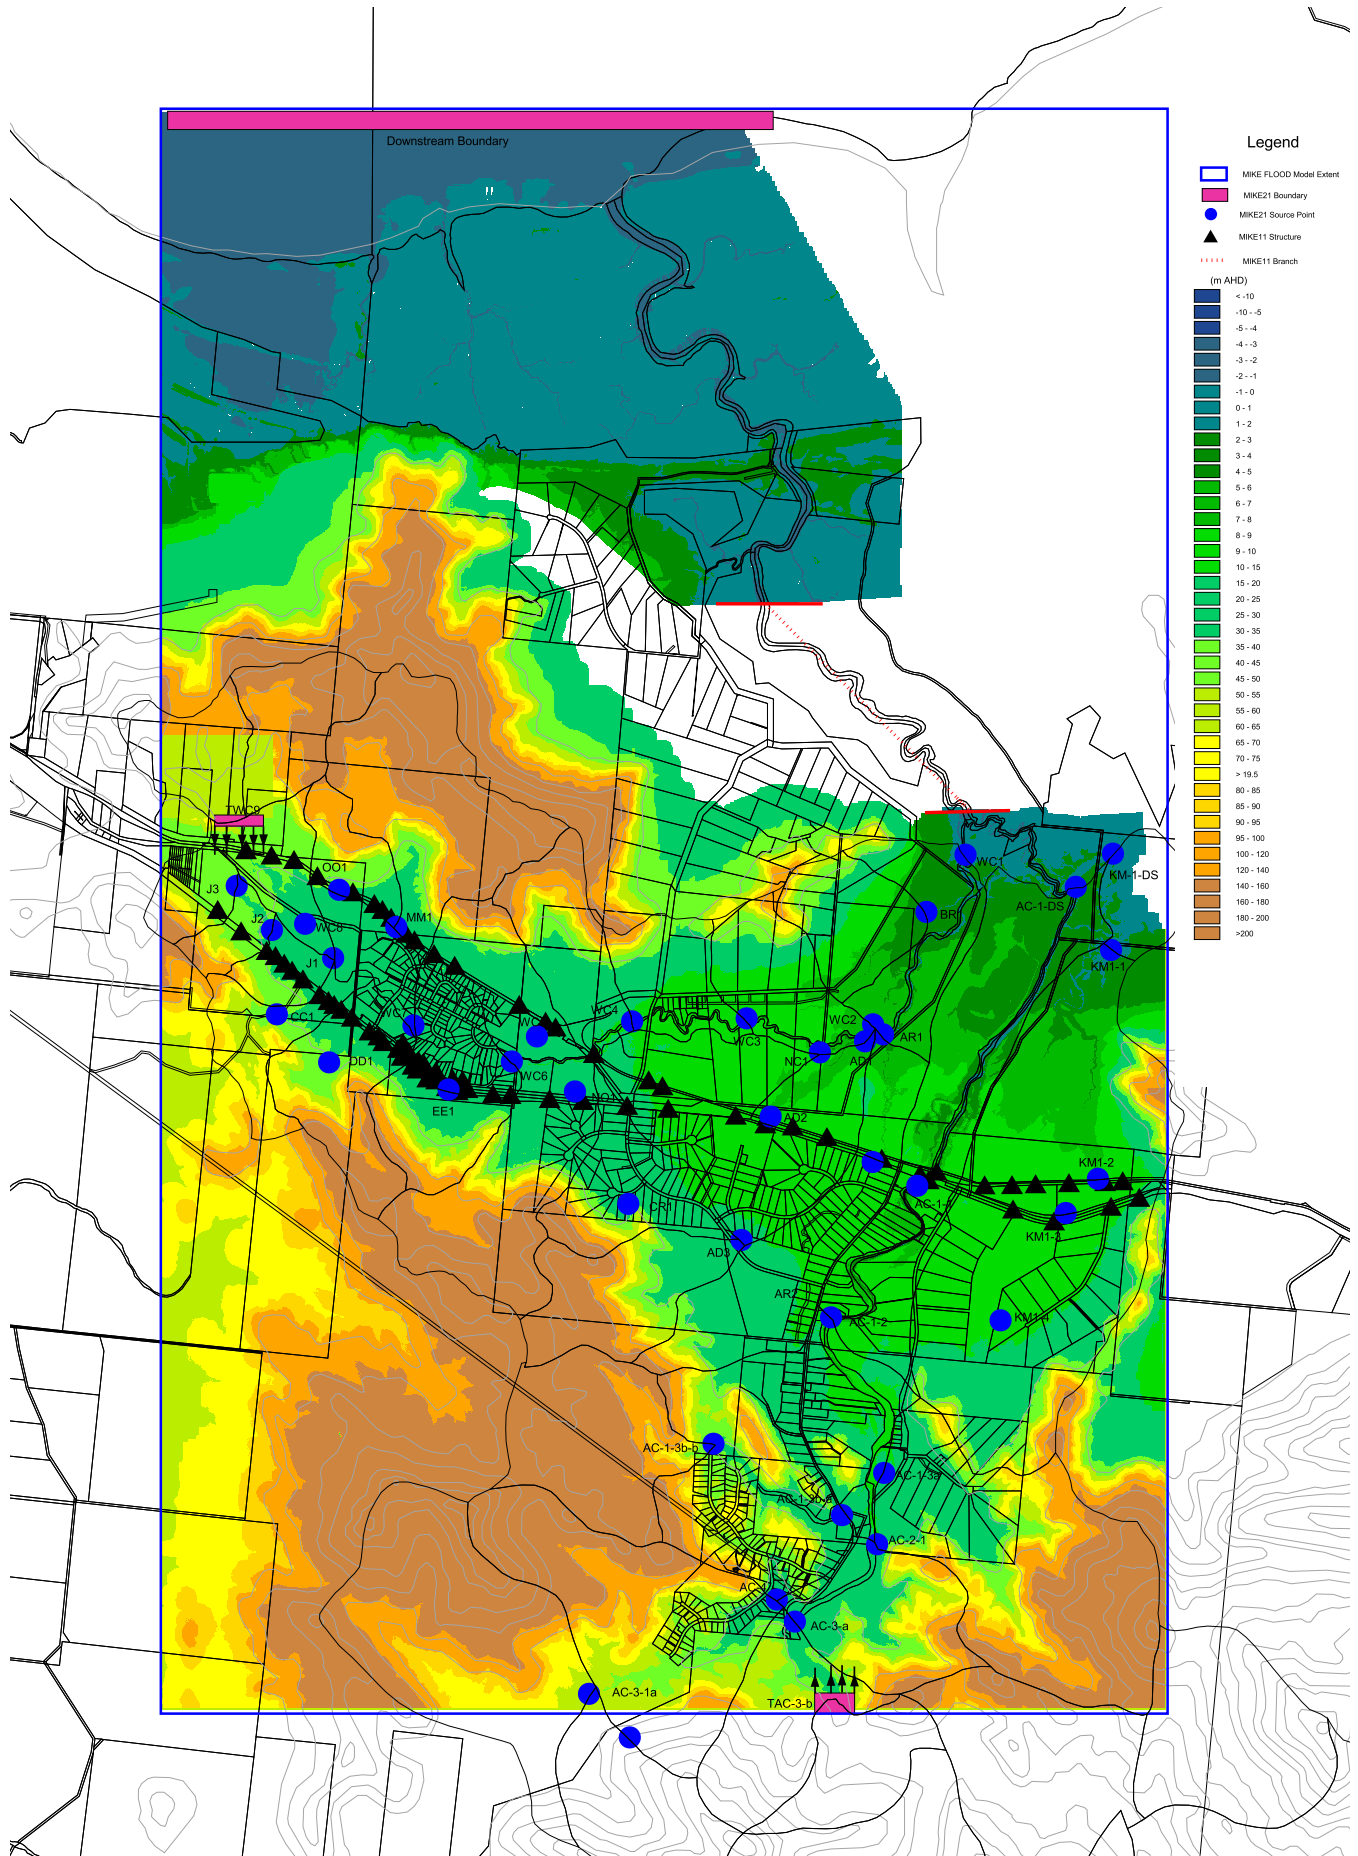 Downstream Boundary
Legend
MIKE FLOOD Model Extent
MIKE21 Boundary
MIKE21 Source Point
MIKE11 Structure
MIKE11 Branch
(m AHD)
< -10
-10 - -5
-5 - -4
-4 - -3
-3 - -2
-2 - -1
-1 - 0
0 - 1
1 - 2
2 - 3
3 - 4
4 - 5
5 - 6
6 - 7
7 - 8
8 - 9
9 - 10
10 - 15
15 - 20
20 - 25
25 - 30
30 - 35
35 - 40
40 - 45
45 - 50
50 - 55
55 - 60
60 - 65
65 - 70
70 - 75
> 19.5
80 - 85
85 - 90
90 - 95
95 - 100
100 - 120
120 - 140
140 - 160
160 - 180
180 - 200
>200
TWC9
OO1
J3
J2
WC8
MM1
J1
CC1
WC7
DD1
EE1
WC6
NO1
WC4
WC3
WC2
AR1
AD1
NC1
BR1
WC1
AC-1-DS
KM-1-DS
KM1-1
AD2
KM1-2
AC-1-1
KM1-3
CR1
AD3
AR2
AC-1-2
KM1-4
AC-1-3b-b
AC-1-3a
AC-1-3b-a
AC-2-1
AC-3-a
AC-3-1a
TAC-3-b